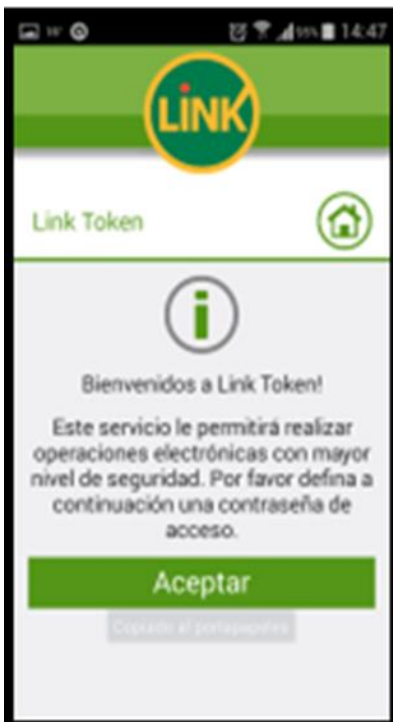 14:47
LINK
Link Token
i
Bienvenidos a Link Token!
Este servicio le permitirá realizar
operaciones electrónicas con mayor
nivel de seguridad. Por favor defina a
continuación una contraseña de
acceso.
Aceptar
Copiado al portapapeles